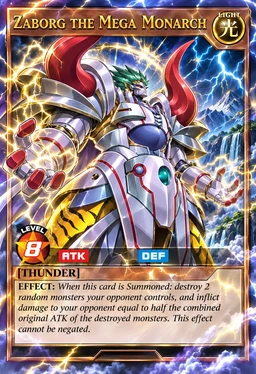 Zaborg the Mega Monarch
LIGHT
光
LEVEL
8
ATK
DEF
[THUNDER]
EFFECT: When this card is Summoned: destroy 2
random monsters your opponent controls, and inflict
damage to your opponent equal to half the combined
original ATK of the destroyed monsters. This effect
cannot be negated.